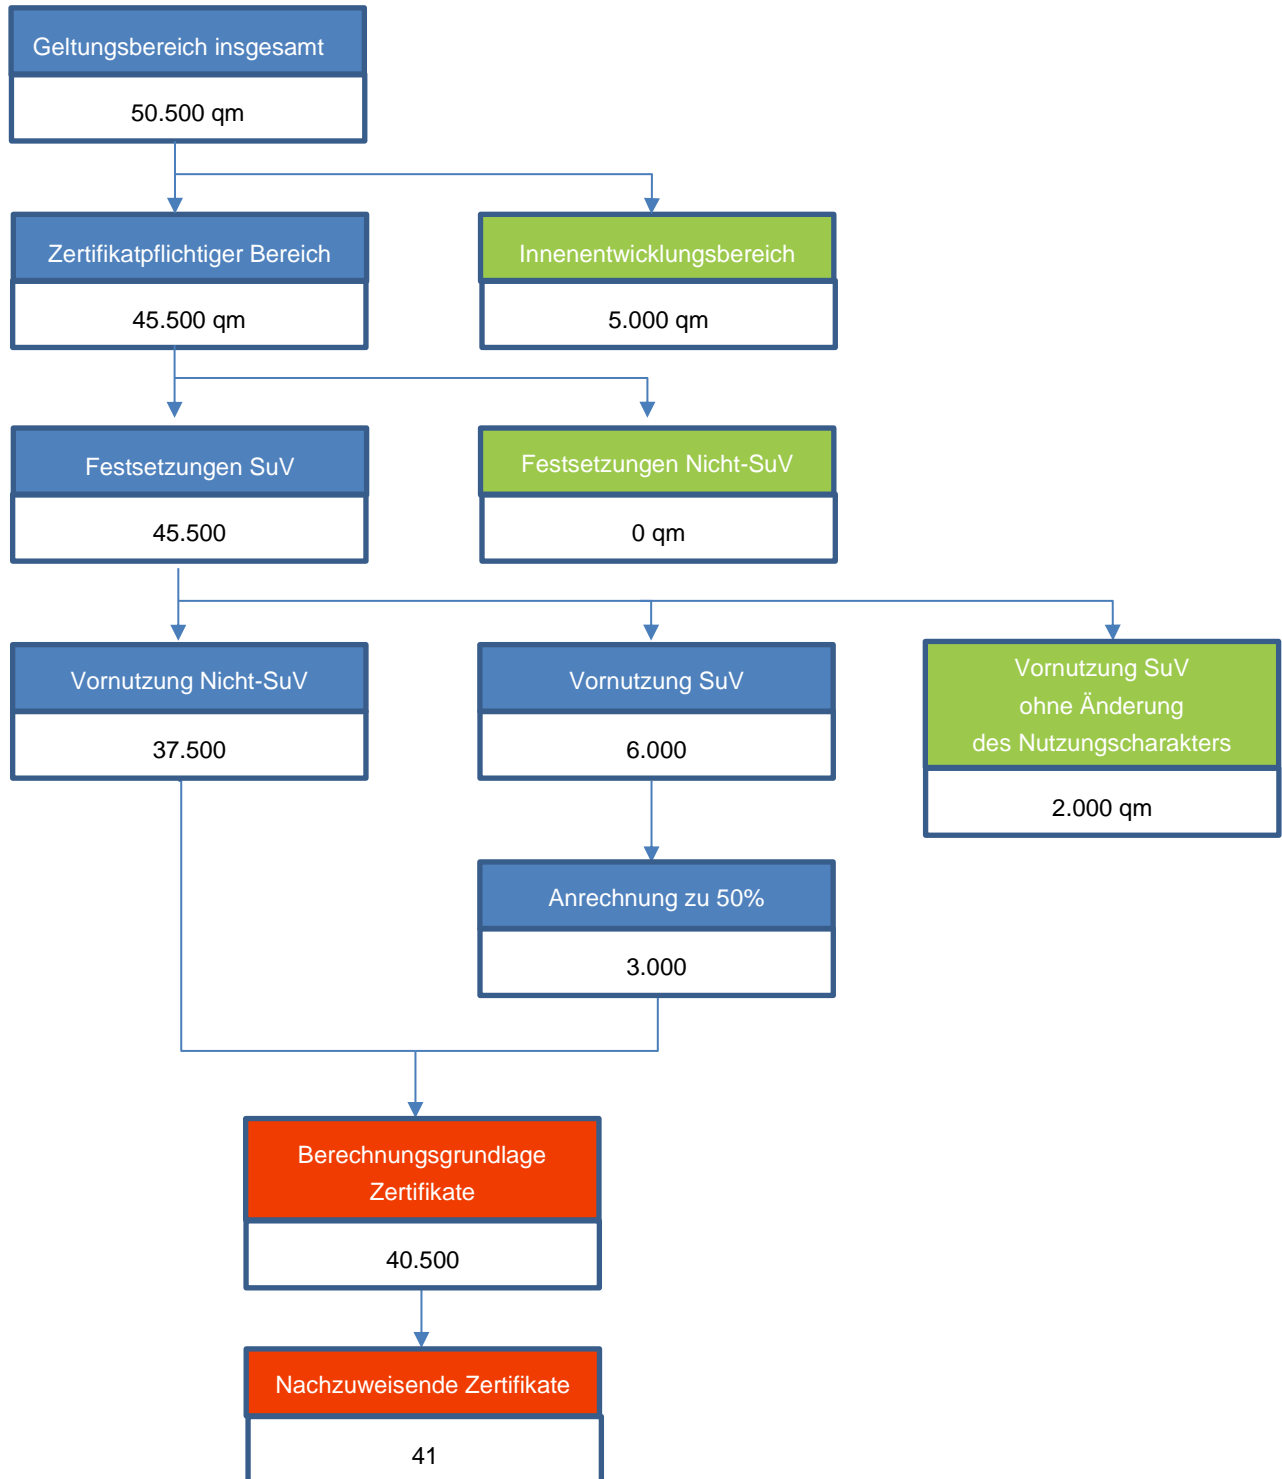 Geltungsbereich insgesamt
50.500 qm
Zertifikatpflichtiger Bereich
45.500 qm
Innenentwicklungsbereich
5.000 qm
Festsetzungen SuV
45.500
Festsetzungen Nicht-SuV
0 qm
Vornutzung Nicht-SuV
37.500
Vornutzung SuV
6.000
Vornutzung SuV
ohne Änderung
des Nutzungscharakters
2.000 qm
Anrechnung zu 50%
3.000
Berechnungsgrundlage
Zertifikate
40.500
Nachzuweisende Zertifikate
41